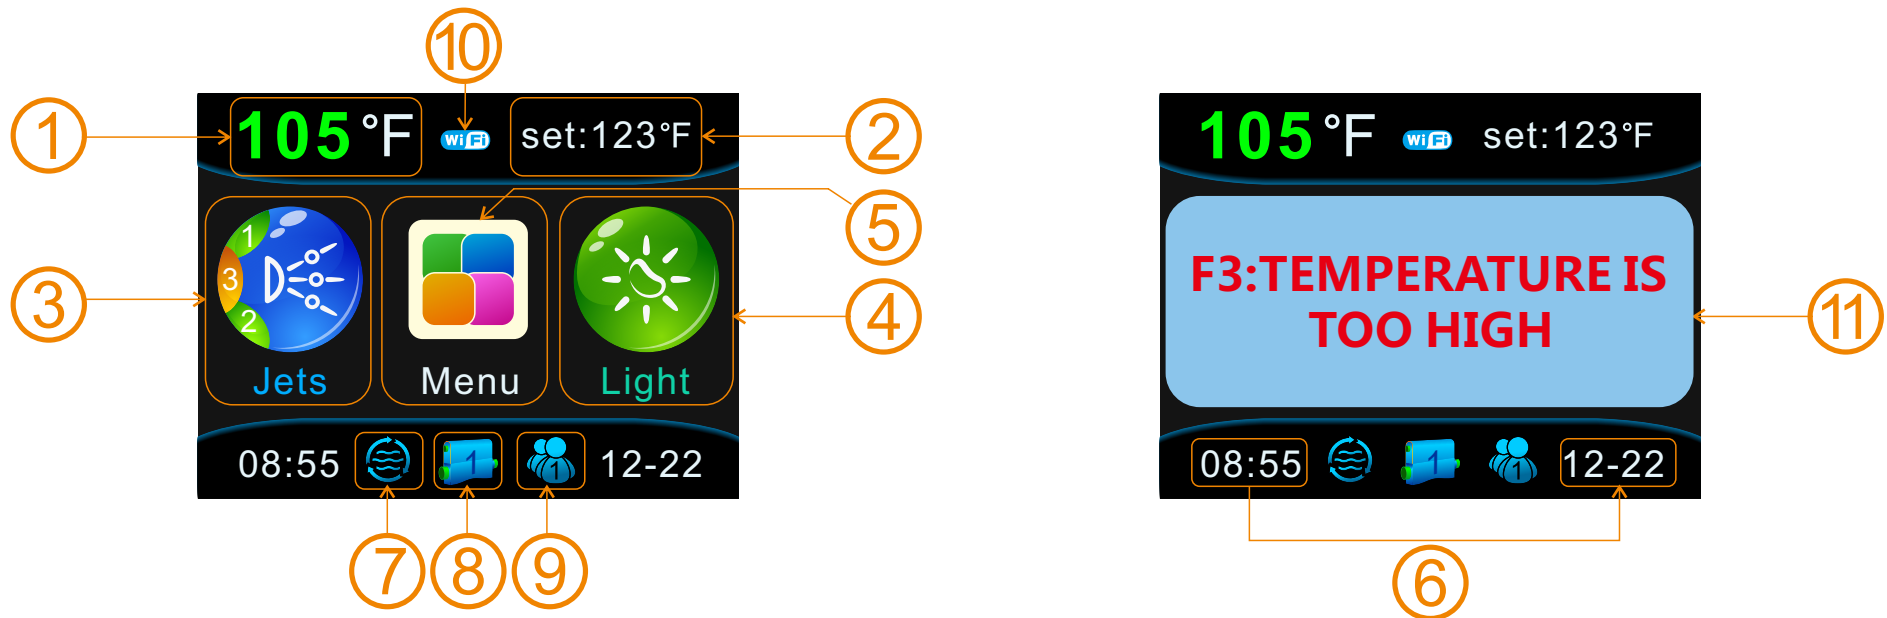 ⑩
① 105°F WiFi set:123°F ②
105°F WiFi set:123°F
⑤
③ 1
3
2
④
Jets Menu Light
F3:TEMPERATURE IS
TOO HIGH
⑪
08:55 1 1 12-22
08:55 1 1 12-22
⑦ ⑧ ⑨
⑥